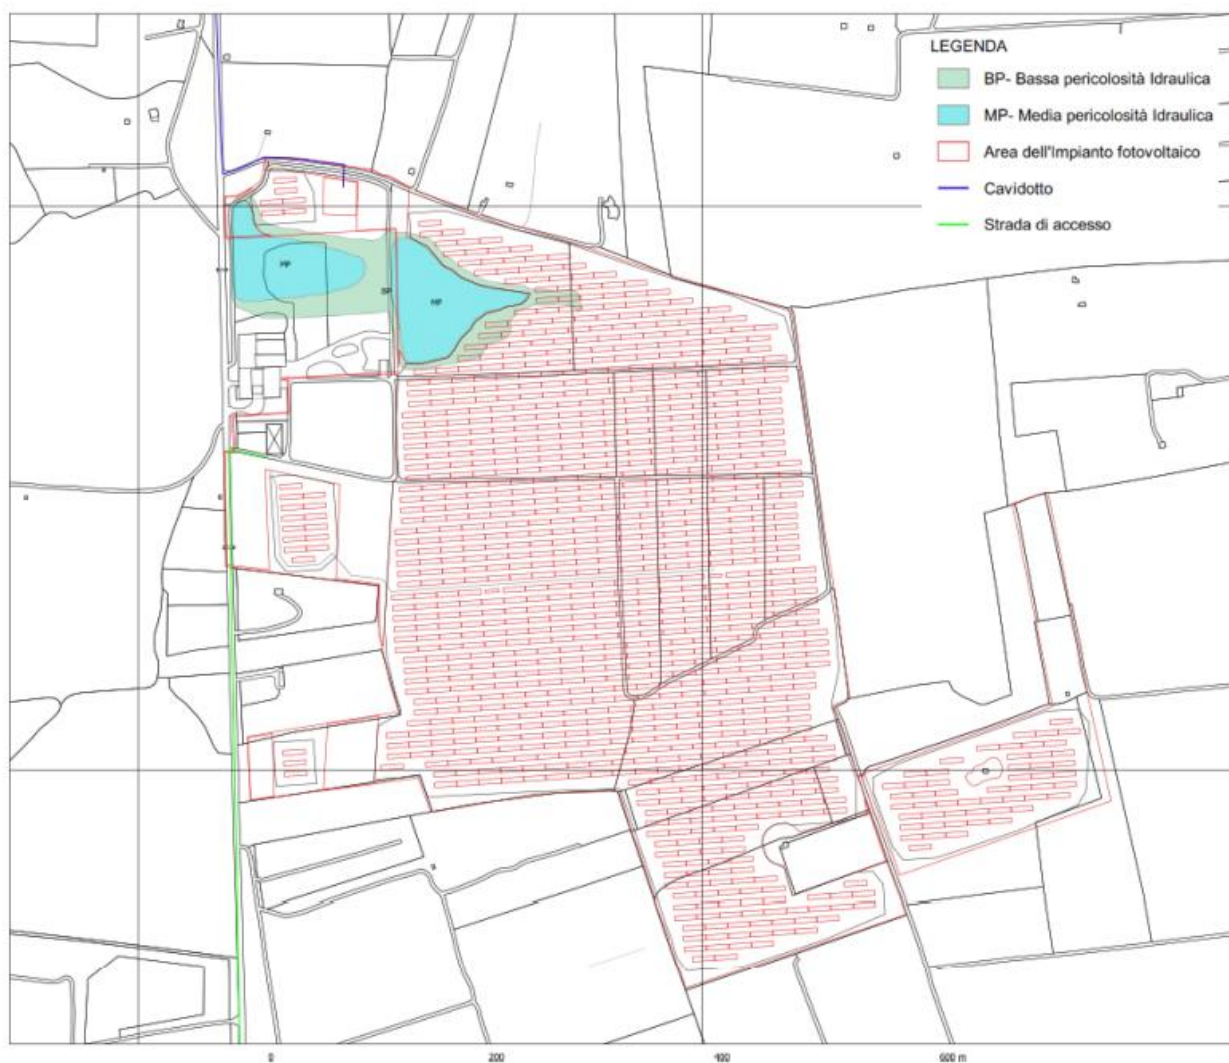 LEGENDA
BP- Bassa pericolosità Idraulica
MP- Media pericolosità Idraulica
Area dell'Impianto fotovoltaico
Cavidotto
Strada di accesso
MP
BP
MP
0 200 400 600 m